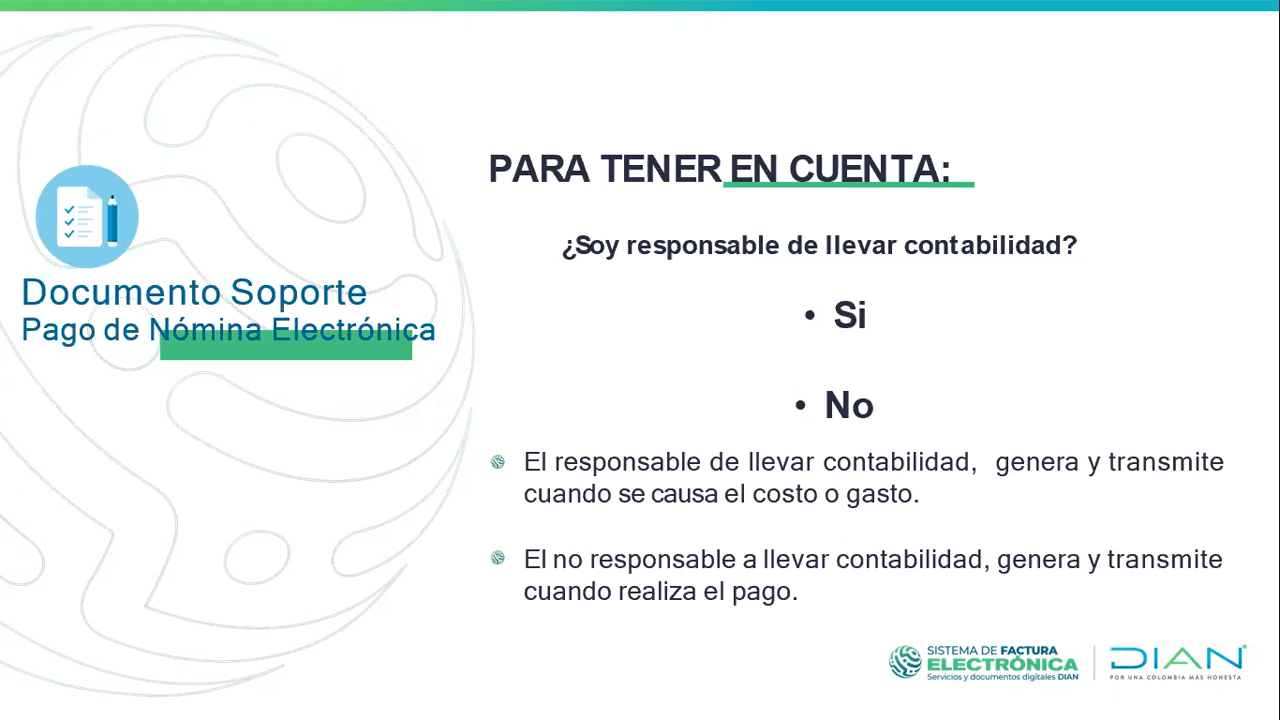 Documento Soporte
Pago de Nómina Electrónica
PARA TENER EN CUENTA:
¿Soy responsable de llevar contabilidad?
• Si
• No
El responsable de llevar contabilidad, genera y transmite
cuando se causa el costo o gasto.
El no responsable a llevar contabilidad, genera y transmite
cuando realiza el pago.
SISTEMA DE FACTURA
ELECTRÓNICA
Servicios y documentos digitales DIAN
DIAN
POR UNA COLOMBIA MÁS HONESTA